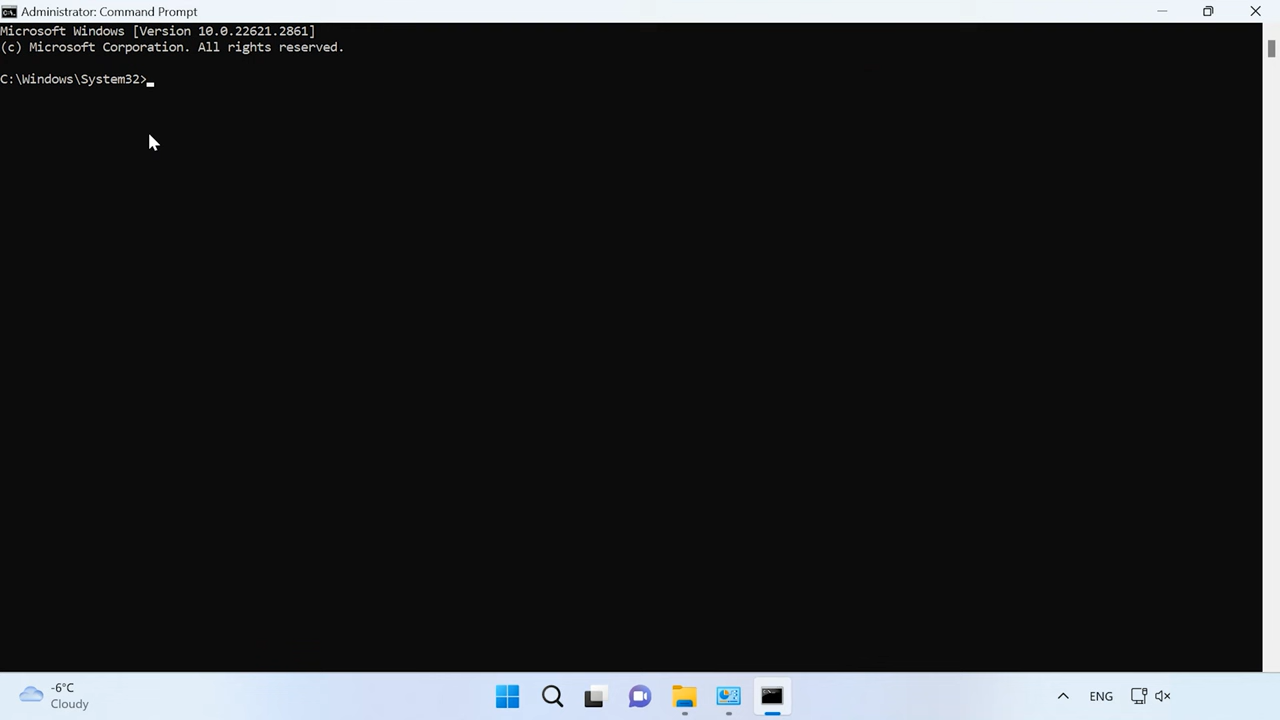 Administrator: Command Prompt
Microsoft Windows [Version 10.0.22621.2861]
(c) Microsoft Corporation. All rights reserved.
C:\Windows\System32>
-6°C
Cloudy
ENG